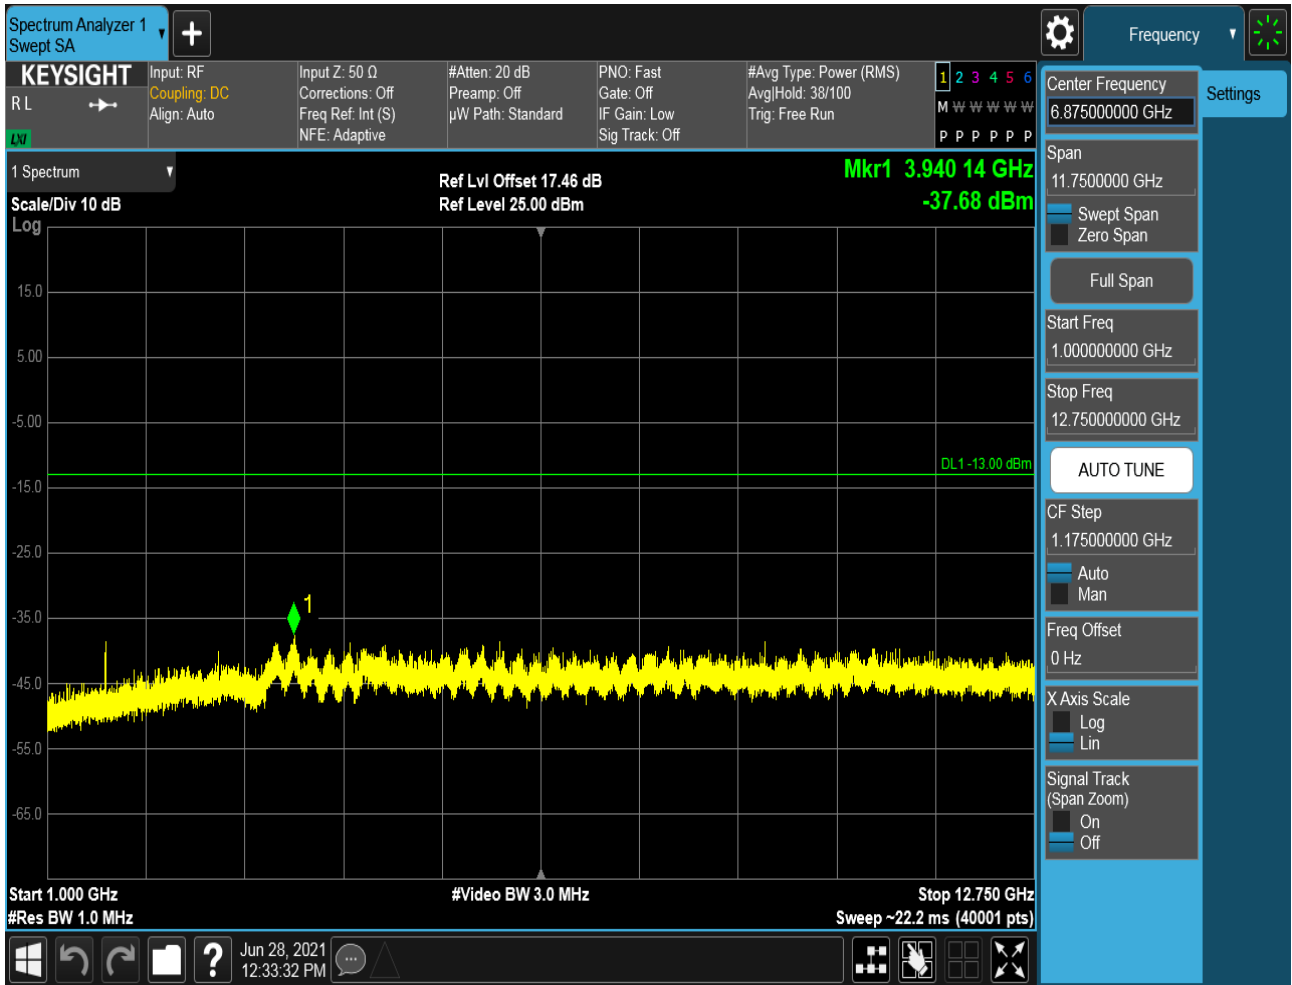 Spectrum Analyzer 1
Swept SA
Frequency
KEYSIGHT
R L
LXI
Input: RF
Coupling: DC
Align: Auto
Input Z: 50 Ω
Corrections: Off
Freq Ref: Int (S)
NFE: Adaptive
#Atten: 20 dB
Preamp: Off
µW Path: Standard
PNO: Fast
Gate: Off
IF Gain: Low
Sig Track: Off
#Avg Type: Power (RMS)
Avg|Hold: 38/100
Trig: Free Run
1 2 3 4 5 6
M W W W W W
P P P P P P
Center Frequency
6.875000000 GHz
Settings
Span
11.7500000 GHz
Swept Span
Zero Span
Full Span
Start Freq
1.000000000 GHz
Stop Freq
12.750000000 GHz
AUTO TUNE
CF Step
1.175000000 GHz
Auto
Man
Freq Offset
0 Hz
X Axis Scale
Log
Lin
Signal Track
(Span Zoom)
On
Off
1 Spectrum
Scale/Div 10 dB
Log
Ref Lvl Offset 17.46 dB
Ref Level 25.00 dBm
Mkr1 3.940 14 GHz
-37.68 dBm
15.0
5.00
-5.00
DL1 -13.00 dBm
-15.0
-25.0
1
-35.0
-45.0
-55.0
-65.0
Start 1.000 GHz
#Video BW 3.0 MHz
Stop 12.750 GHz
#Res BW 1.0 MHz
Sweep ~22.2 ms (40001 pts)
?
Jun 28, 2021
12:33:32 PM